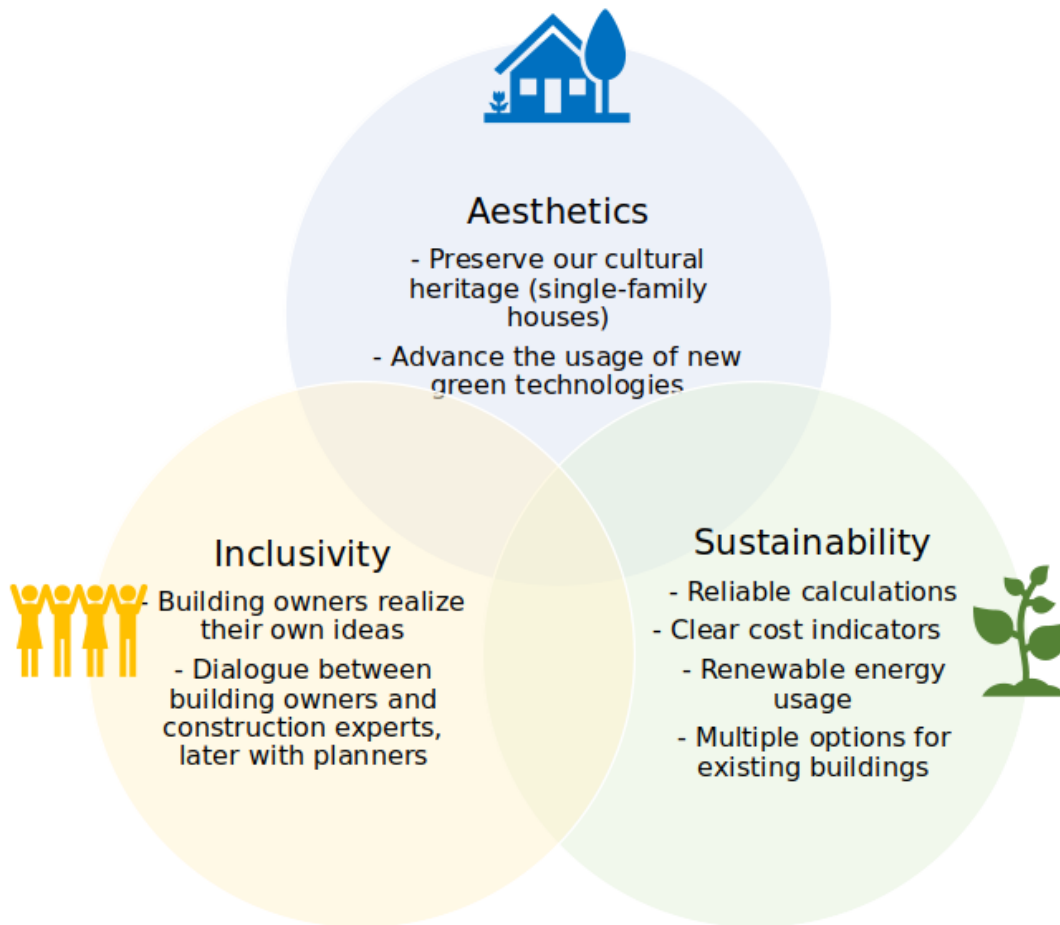 Aesthetics
- Preserve our cultural
heritage (single-family
houses)
- Advance the usage of new
green technologies
Inclusivity
- Building owners realize
their own ideas
- Dialogue between
building owners and
construction experts,
later with planners
Sustainability
- Reliable calculations
- Clear cost indicators
- Renewable energy
usage
- Multiple options for
existing buildings